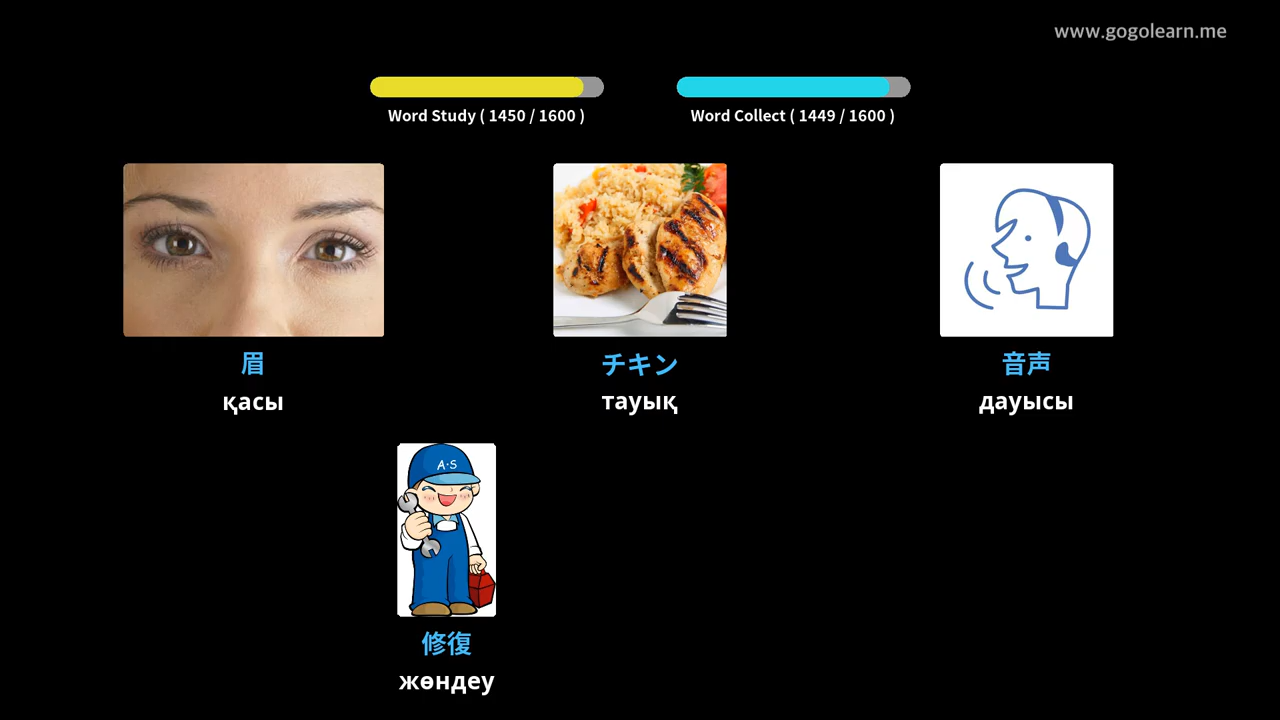 www.gogolearn.me
Word Study ( 1450 / 1600 )
Word Collect ( 1449 / 1600 )
眉
қасы
チキン
тауық
音声
дауысы
A·S
修復
жөндеу